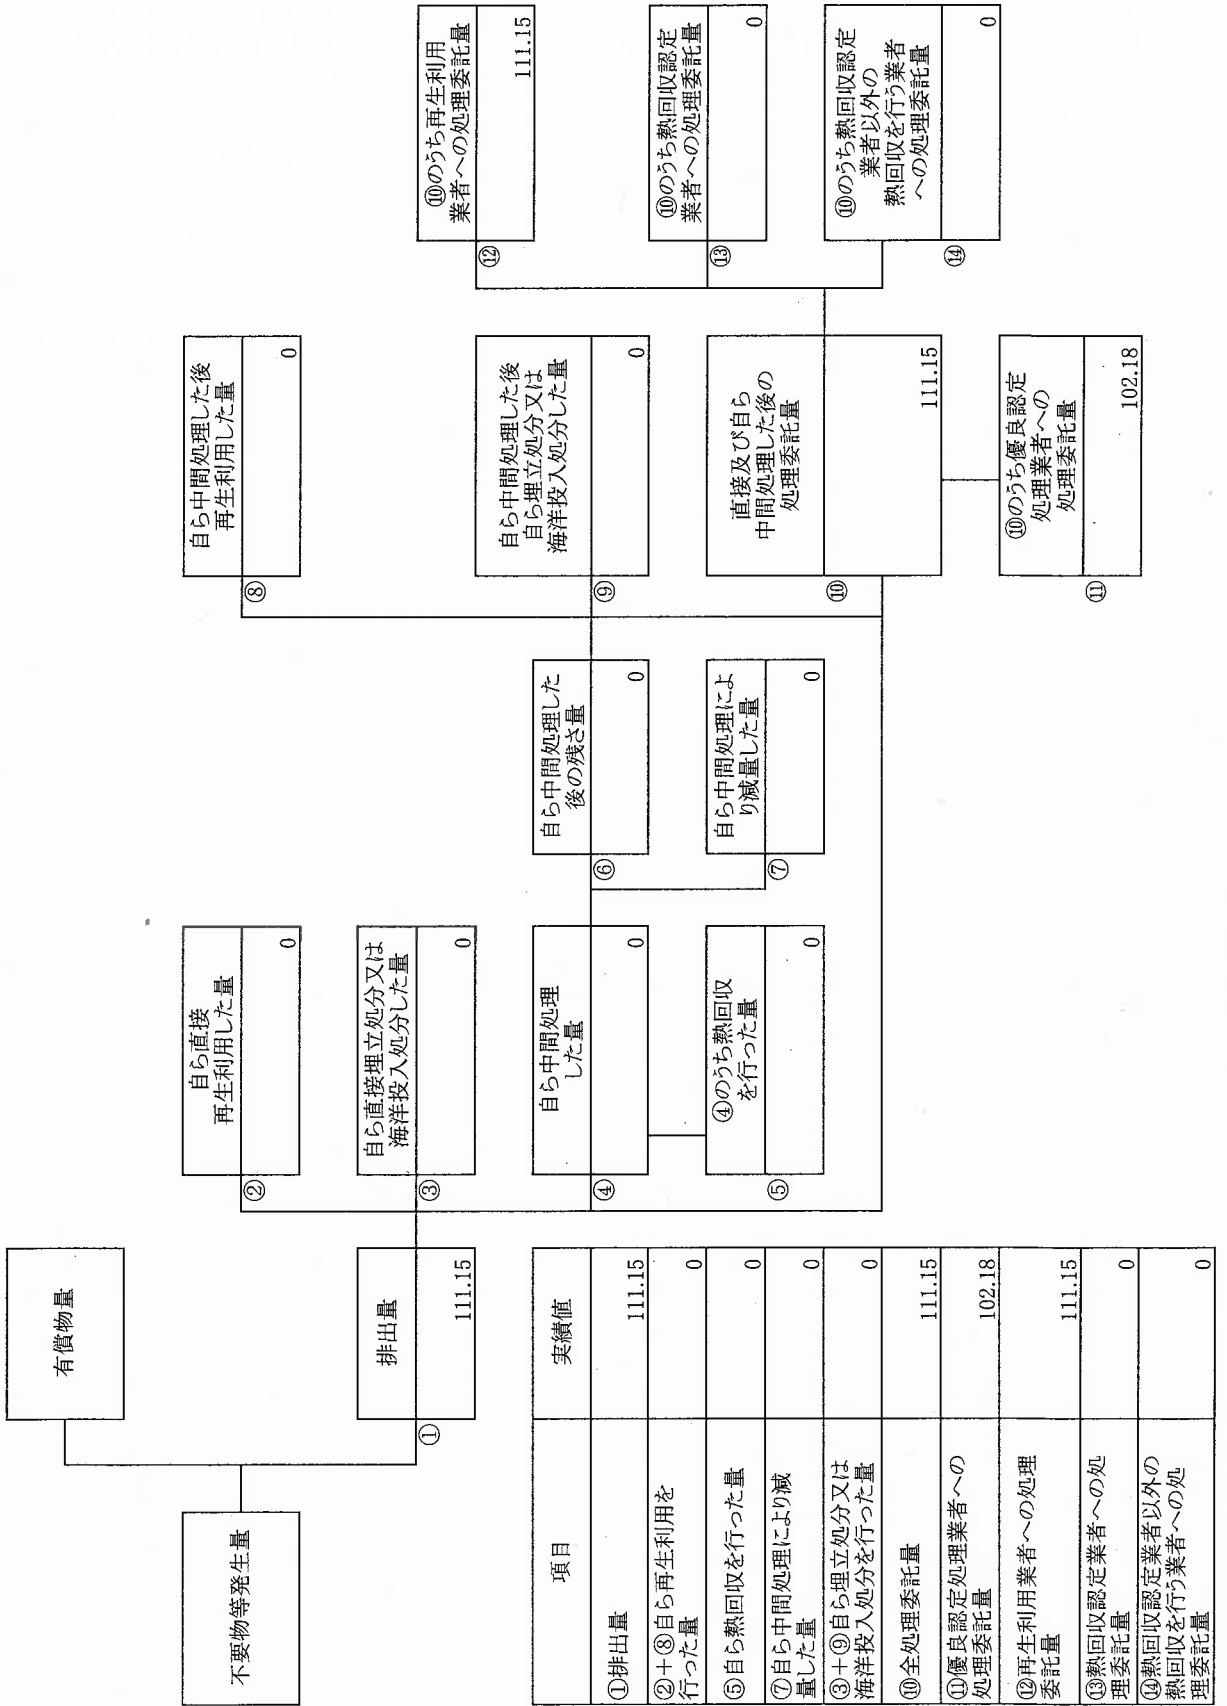 不要物等発生量
有償物量
排出量
①
111.15
自ら直接
再生利用した量
②
0
自ら直接埋立処分又は
海洋投入処分した量
③
0
自ら中間処理
した量
④
0
④のうち熱回収
を行った量
⑤
0
自ら中間処理した
後の残さ量
⑥
0
自ら中間処理によ
り減量した量
⑦
0
自ら中間処理した後
再生利用した量
⑧
0
自ら中間処理した後
自ら埋立処分又は
海洋投入処分した量
⑨
0
直接及び自ら
中間処理した後の
処理委託量
⑩
111.15
⑩のうち優良認定
処理業者への
処理委託量
⑪
102.18
⑩のうち再生利用
業者への処理委託量
⑫
111.15
⑩のうち熱回収認定
業者への処理委託量
⑬
0
⑩のうち熱回収認定
業者以外の
熱回収を行う業者
への処理委託量
⑭
0
項目 実績値
①排出量 111.15
②+⑧自ら再生利用を
行った量 0
⑤自ら熱回収を行った量 0
⑦自ら中間処理により減
量した量 0
③+⑨自ら埋立処分又は
海洋投入処分を行った量 0
⑩全処理委託量 111.15
⑪優良認定処理業者への
処理委託量 102.18
⑫再生利用業者への処理
委託量 111.15
⑬熱回収認定業者への処
理委託量 0
⑭熱回収認定業者以外の
熱回収を行う業者への処
理委託量 0